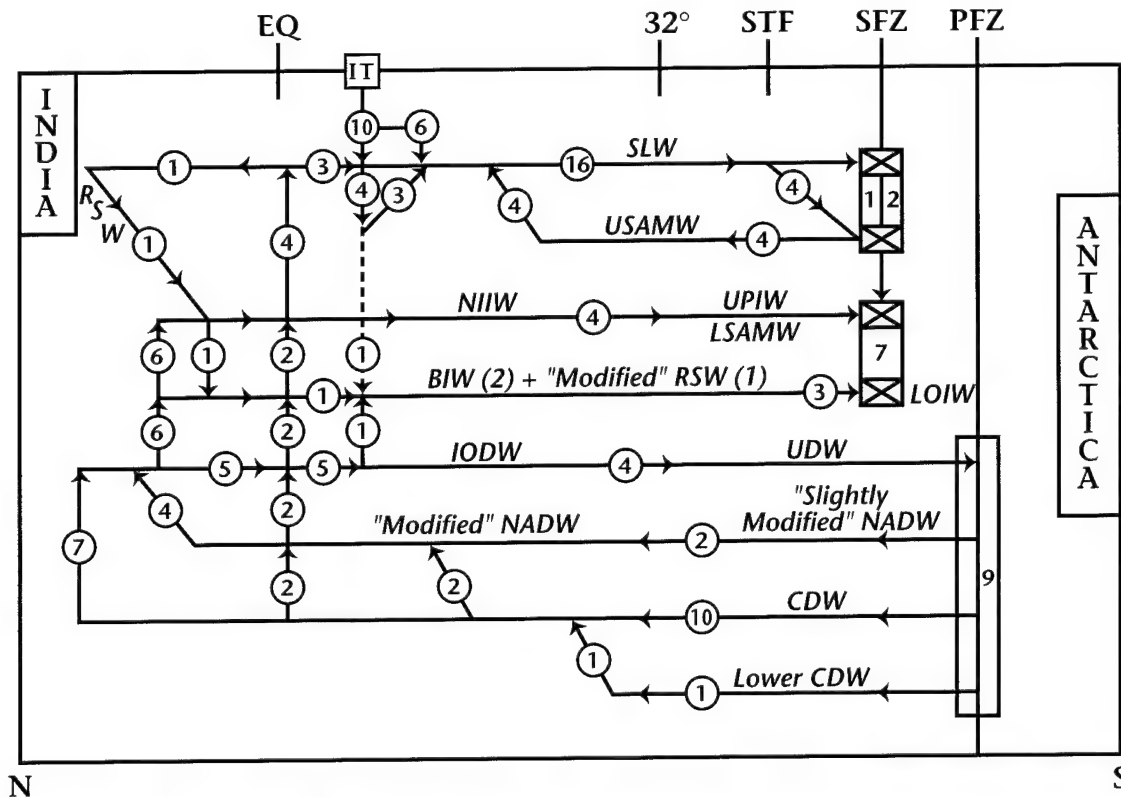 EQ
32°
STF
SFZ
PFZ
INDIA
IT
10
6
1
3
16
SLW
4
3
4
1
2
RSW
4
USAMW
4
1
4
NIIW
4
UPIW
LSAMW
6
1
2
1
7
BIW (2) + "Modified" RSW (1)
1
3
LOIW
6
2
1
ANTARCTICA
5
5
IODW
4
UDW
4
2
"Slightly
Modified" NADW
"Modified" NADW
2
7
2
2
9
10
CDW
1
1
Lower CDW
N
S